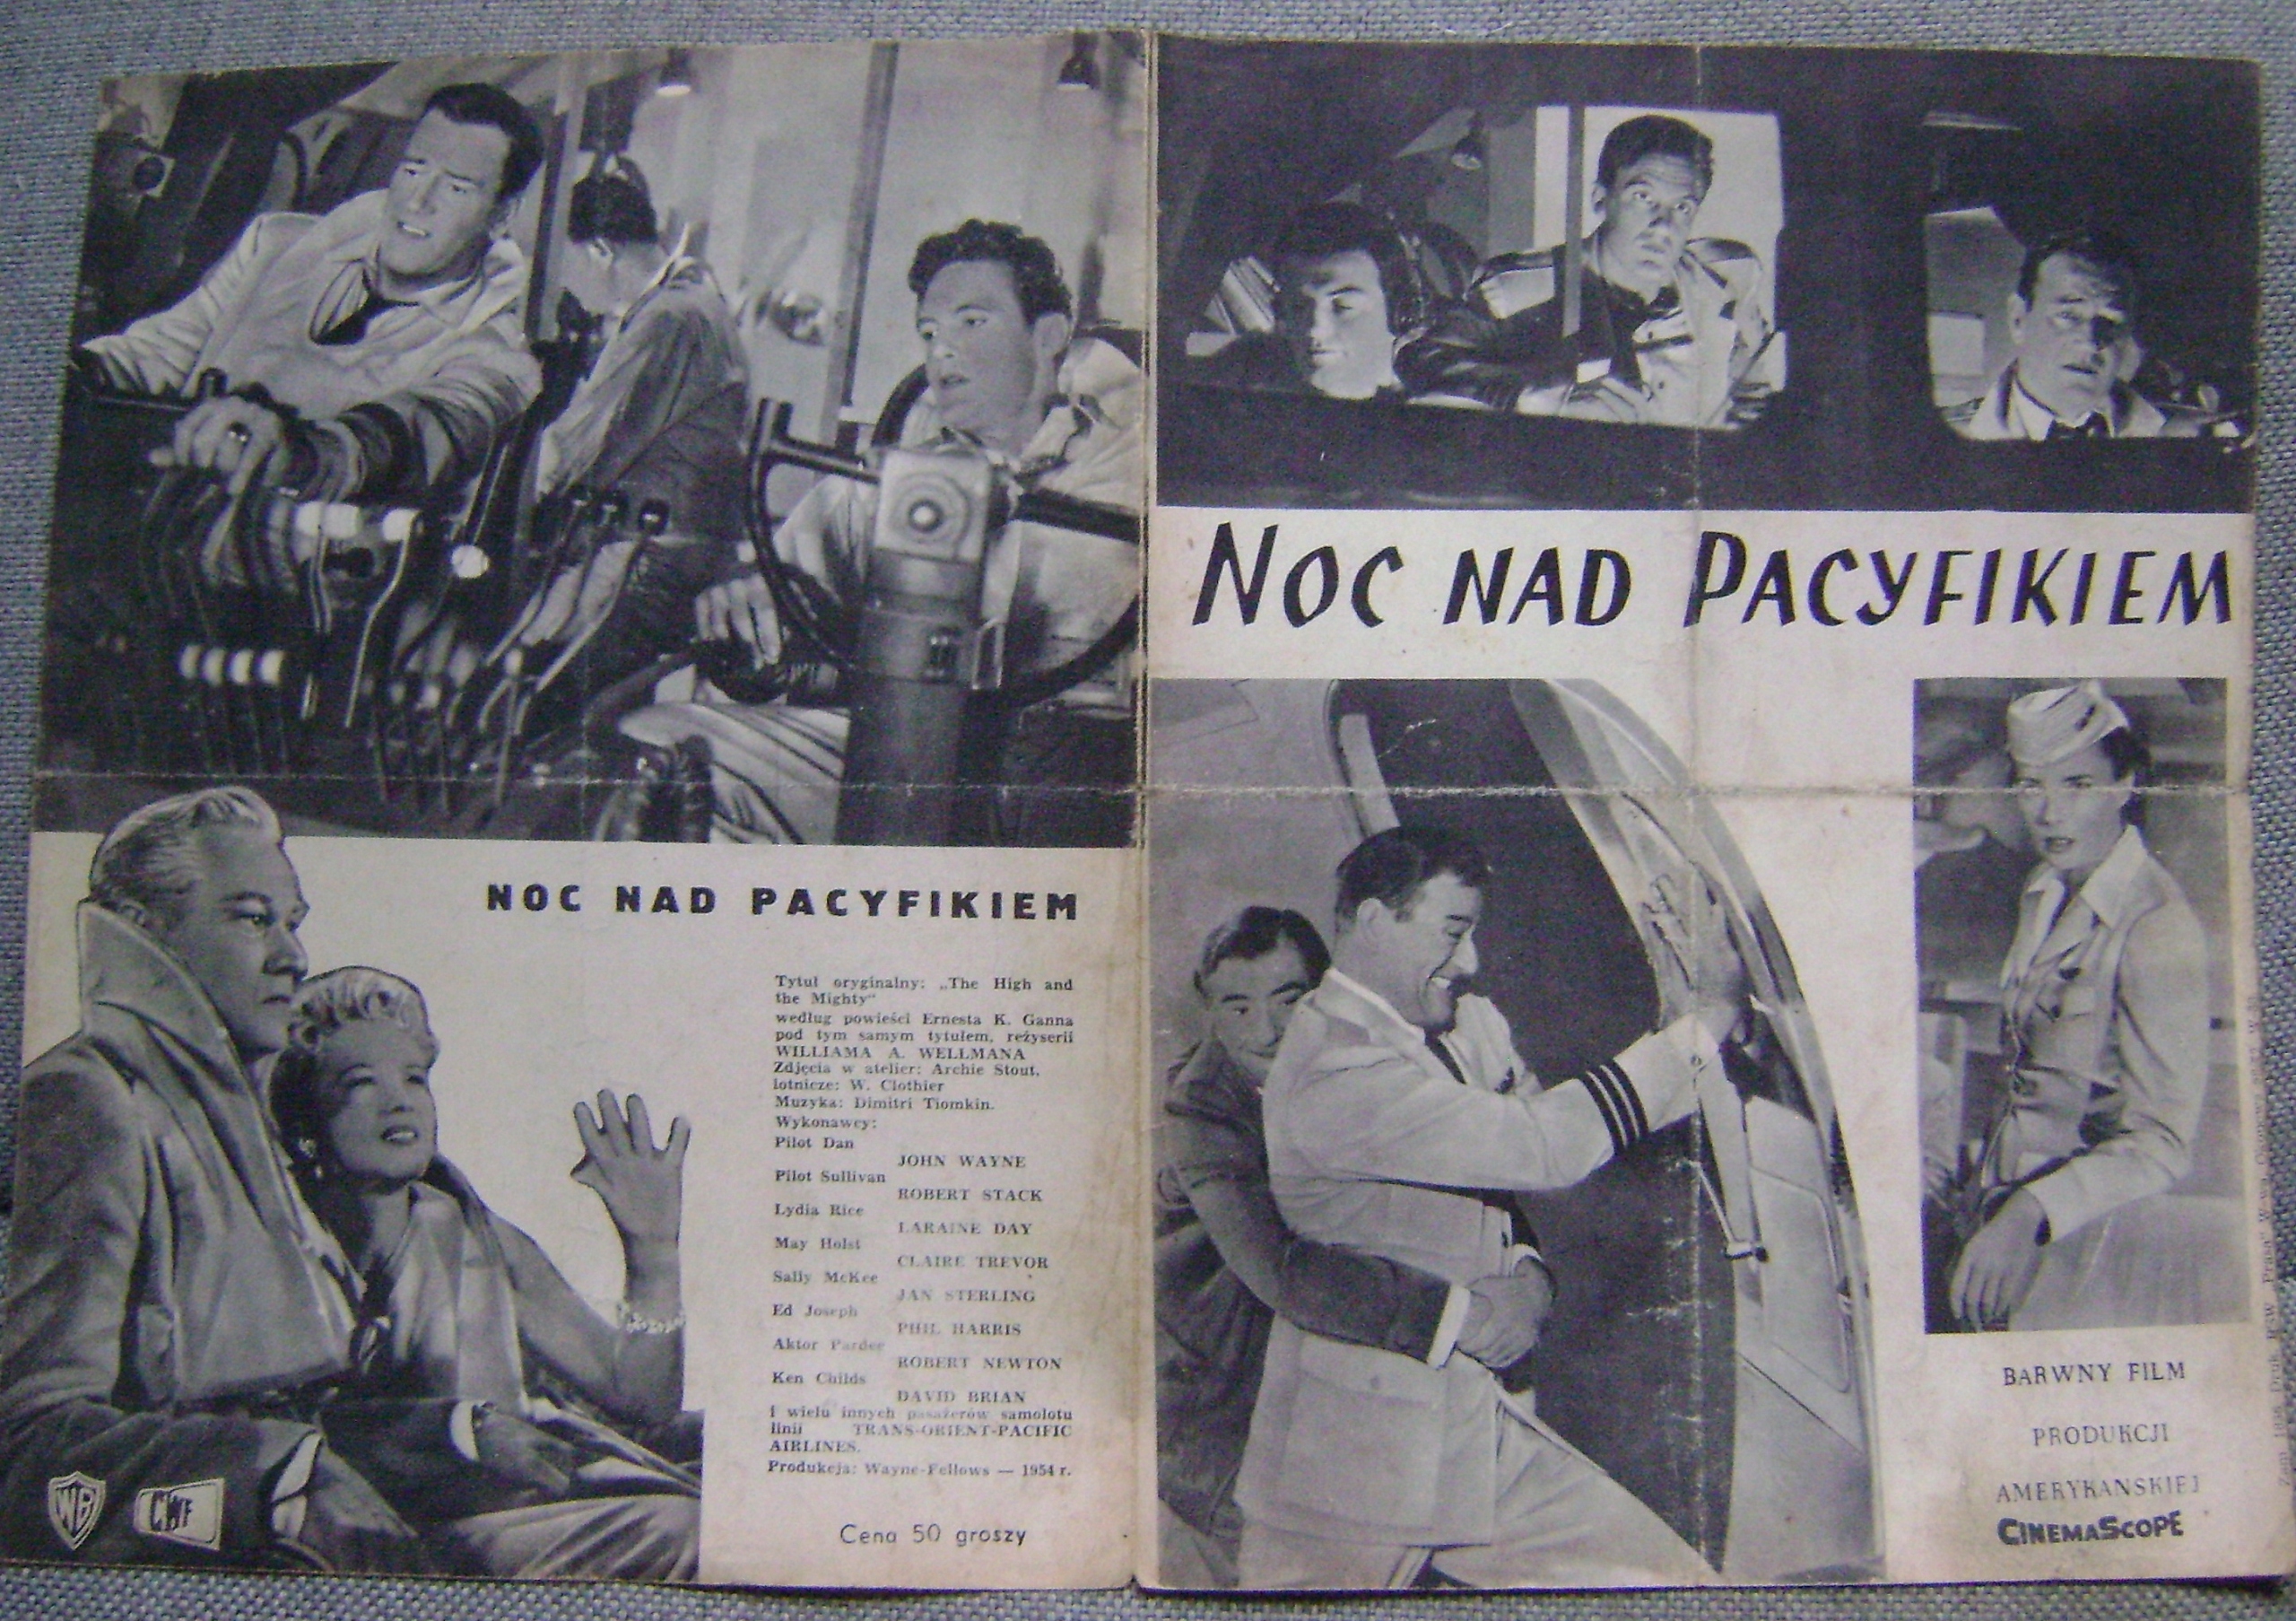 NOC NAD PACYFIKIEM
Tytuł oryginalny: „The High and
the Mighty"
według powieści Ernesta K. Ganna
pod tym samym tytułem, reżyserii
WILLIAMA A. WELLMANA
Zdjęcia w atelier: Archie Stout,
lotnicze: W. Clothier
Muzyka: Dimitri Tiomkin.
Wykonawcy:
Pilot Dan
JOHN WAYNE
Pilot Sullivan
ROBERT STACK
Lydia Rice
LARAINE DAY
May Holst
CLAIRE TREVOR
Sally McKee
JAN STERLING
Ed Joseph
PHIL HARRIS
Aktor Pardee
ROBERT NEWTON
Ken Childs
DAVID BRIAN
i wielu innych pasażerów samolotu
linii TRANS-ORIENT-PACIFIC
AIRLINES.
Produkcja: Wayne-Fellows — 1954 r.
Cena 50 groszy
WB
CWF
NOC NAD PACYFIKIEM
BARWNY FILM
PRODUKCJI
AMERYKANSKIEJ
CINEMASCOPE
Druk. RSW „Prasa" W-wa